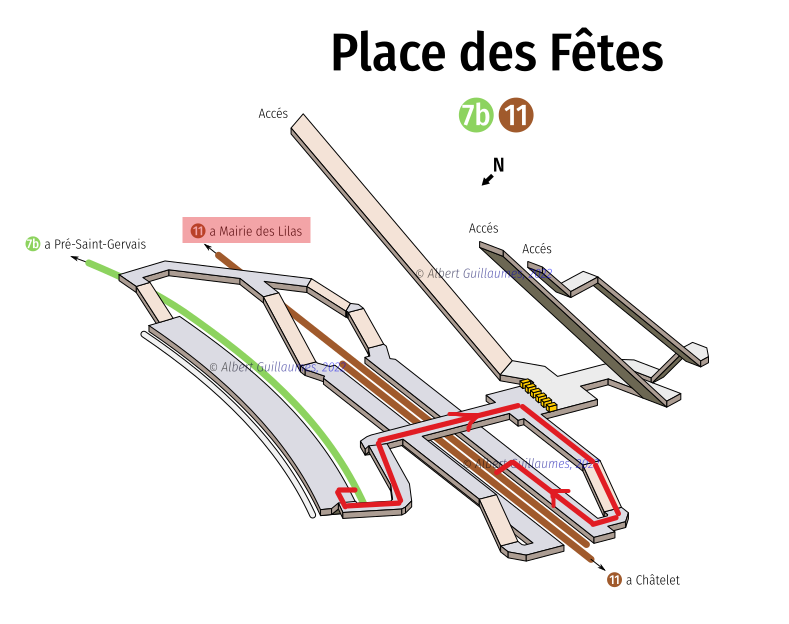 Place des Fêtes
7b 11
Accés
N
Accés
Accés
11 a Mairie des Lilas
7b a Pré-Saint-Gervais
© Albert Guillaumes, 2022
© Albert Guillaumes, 2022
© Albert Guillaumes, 2022
11 a Châtelet